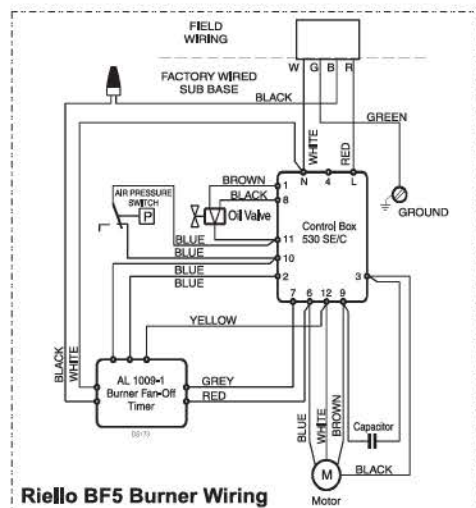 FIELD
WIRING
W G B R
FACTORY WIRED
SUB BASE
BLACK
GREEN
WHITE
RED
N 4 L
BROWN
1
BLACK
8
AIR PRESSURE
SWITCH
P
V
Oil Valve
Control Box
530 SE/C
GROUND
BLUE
11
BLUE
10
BLUE
2
BLUE
3
7 6 12 9
YELLOW
BLACK
WHITE
AL 1009-1
Burner Fan-Off
Timer
GREY
RED
BLUE
WHITE
BROWN
Capacitor
M
BLACK
Motor
Riello BF5 Burner Wiring